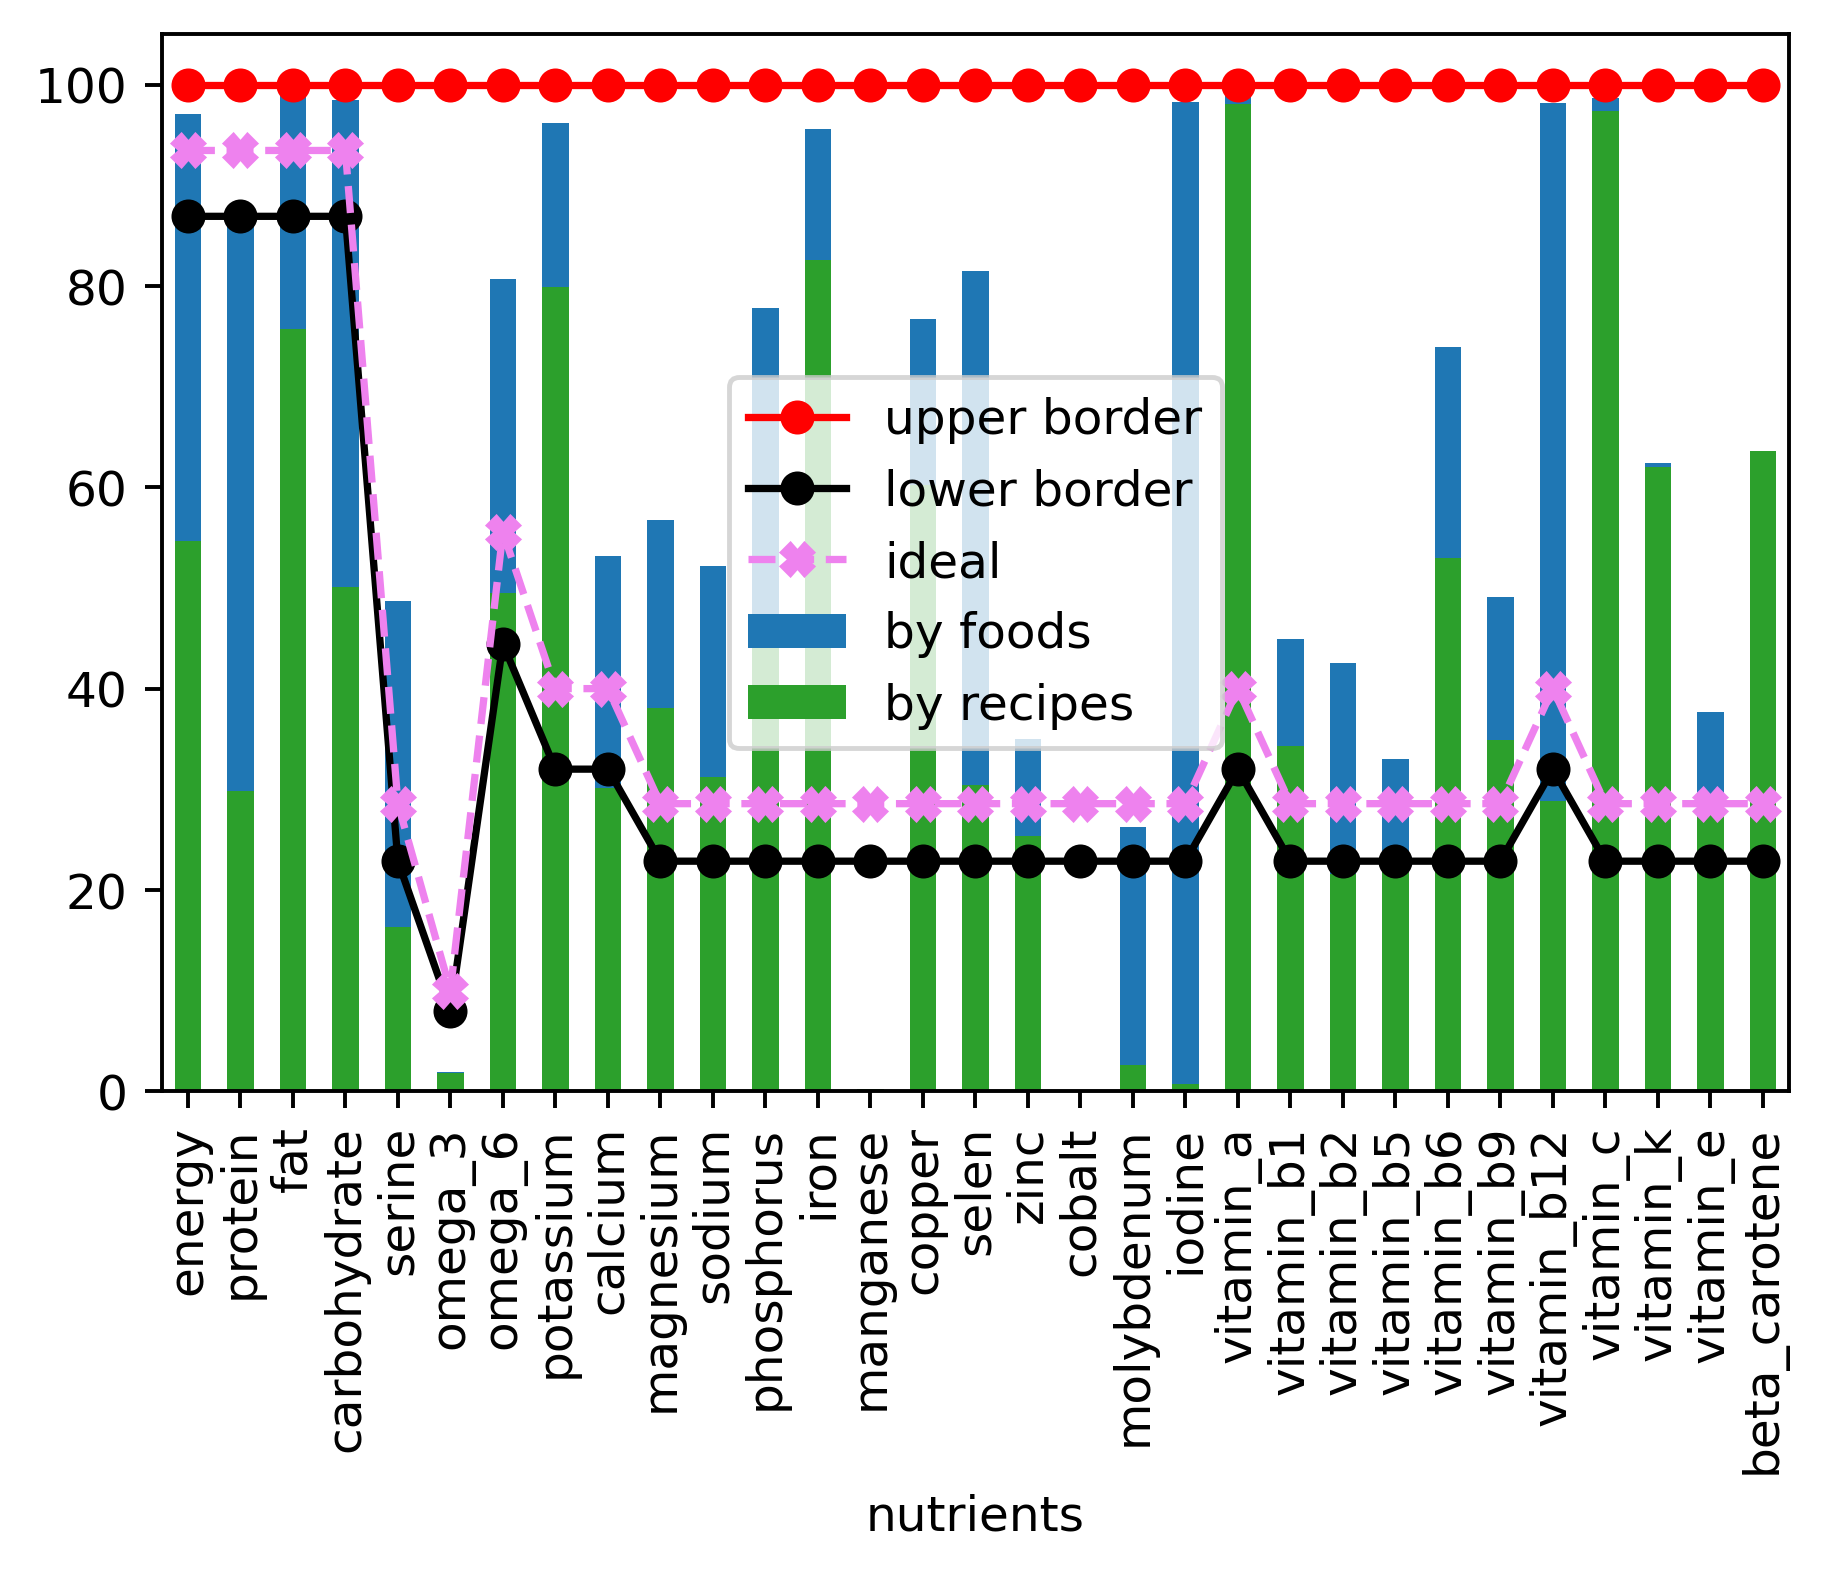 100
80
60
40
20
0
upper border
lower border
ideal
by foods
by recipes
energy
protein
fat
carbohydrate
serine
omega_3
omega_6
potassium
calcium
magnesium
sodium
phosphorus
iron
manganese
copper
selen
zinc
cobalt
molybdenum
iodine
vitamin_a
vitamin_b1
vitamin_b2
vitamin_b5
vitamin_b6
vitamin_b9
vitamin_b12
vitamin_c
vitamin_k
vitamin_e
beta_carotene
nutrients